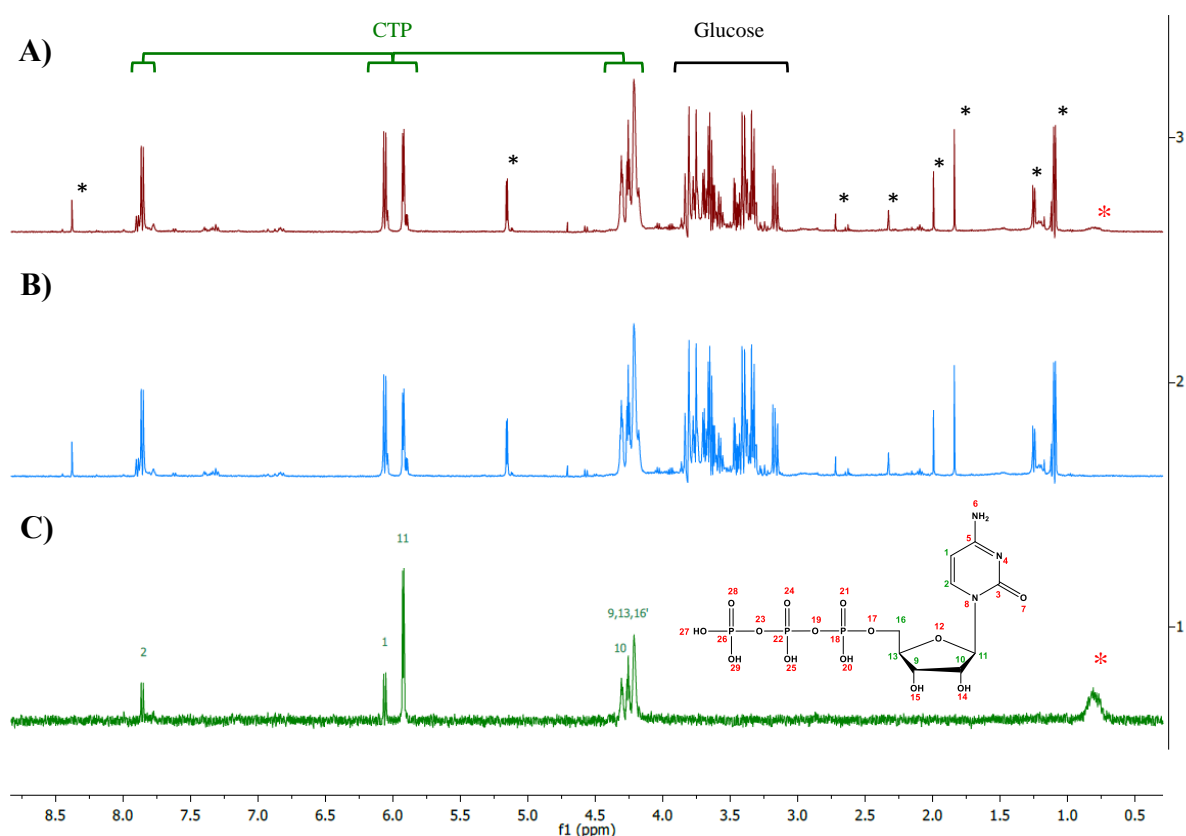 CTP
Glucose
A)
* * * * * * * *
3
B)
2
C)
2
1
11
10
9,13,16'
*
6
NH2
5
1
N 4
2
3
N
8
O
7
28 24 21
O O O
23 19 17 16 12
27 HO P O P O P O O
26 22 18
13 9 10 11
OH OH OH
29 25 20
OH OH
15 14
1
8.5 8.0 7.5 7.0 6.5 6.0 5.5 5.0 4.5 4.0 3.5 3.0 2.5 2.0 1.5 1.0 0.5
f1 (ppm)